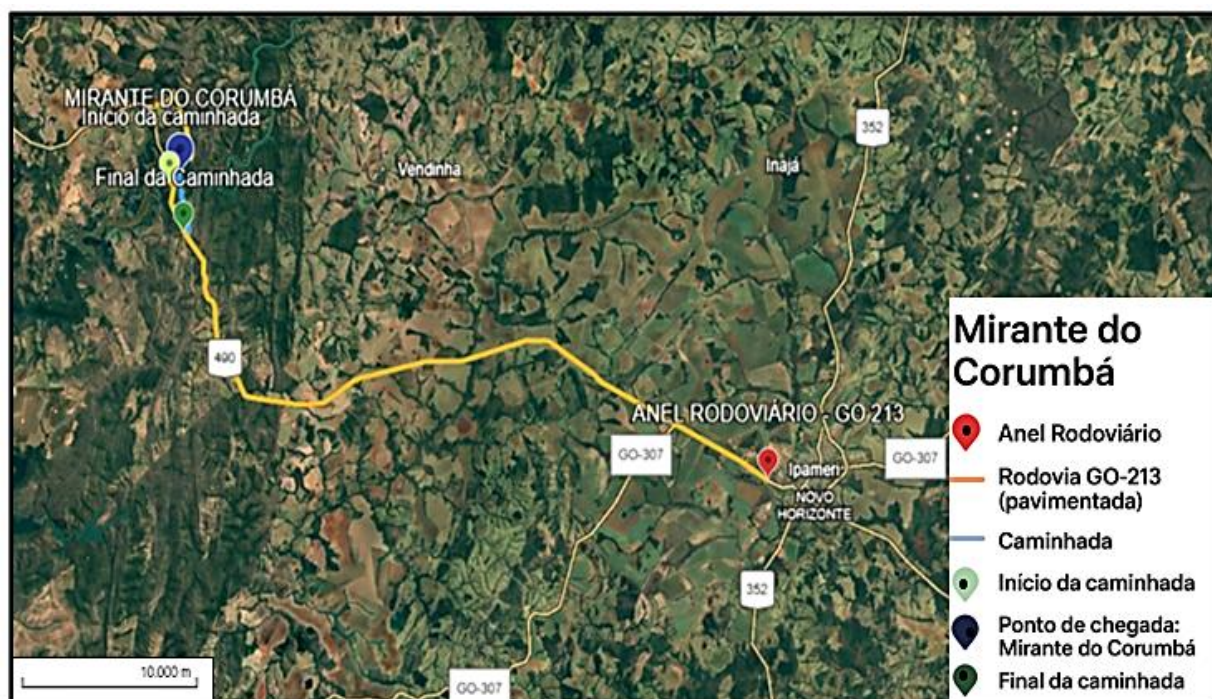 MIRANTE DO CORUMBÁ
Início da caminhada
Final da Caminhada
Vendinha
Inajá
352
490
ANEL RODOVIÁRIO - GO 213
GO-307
Ipameri
GO-307
NOVO
HORIZONTE
352
GO-307
10.000 m
Mirante do
Corumbá
Anel Rodoviário
Rodovia GO-213
(pavimentada)
Caminhada
Início da caminhada
Ponto de chegada:
Mirante do Corumbá
Final da caminhada